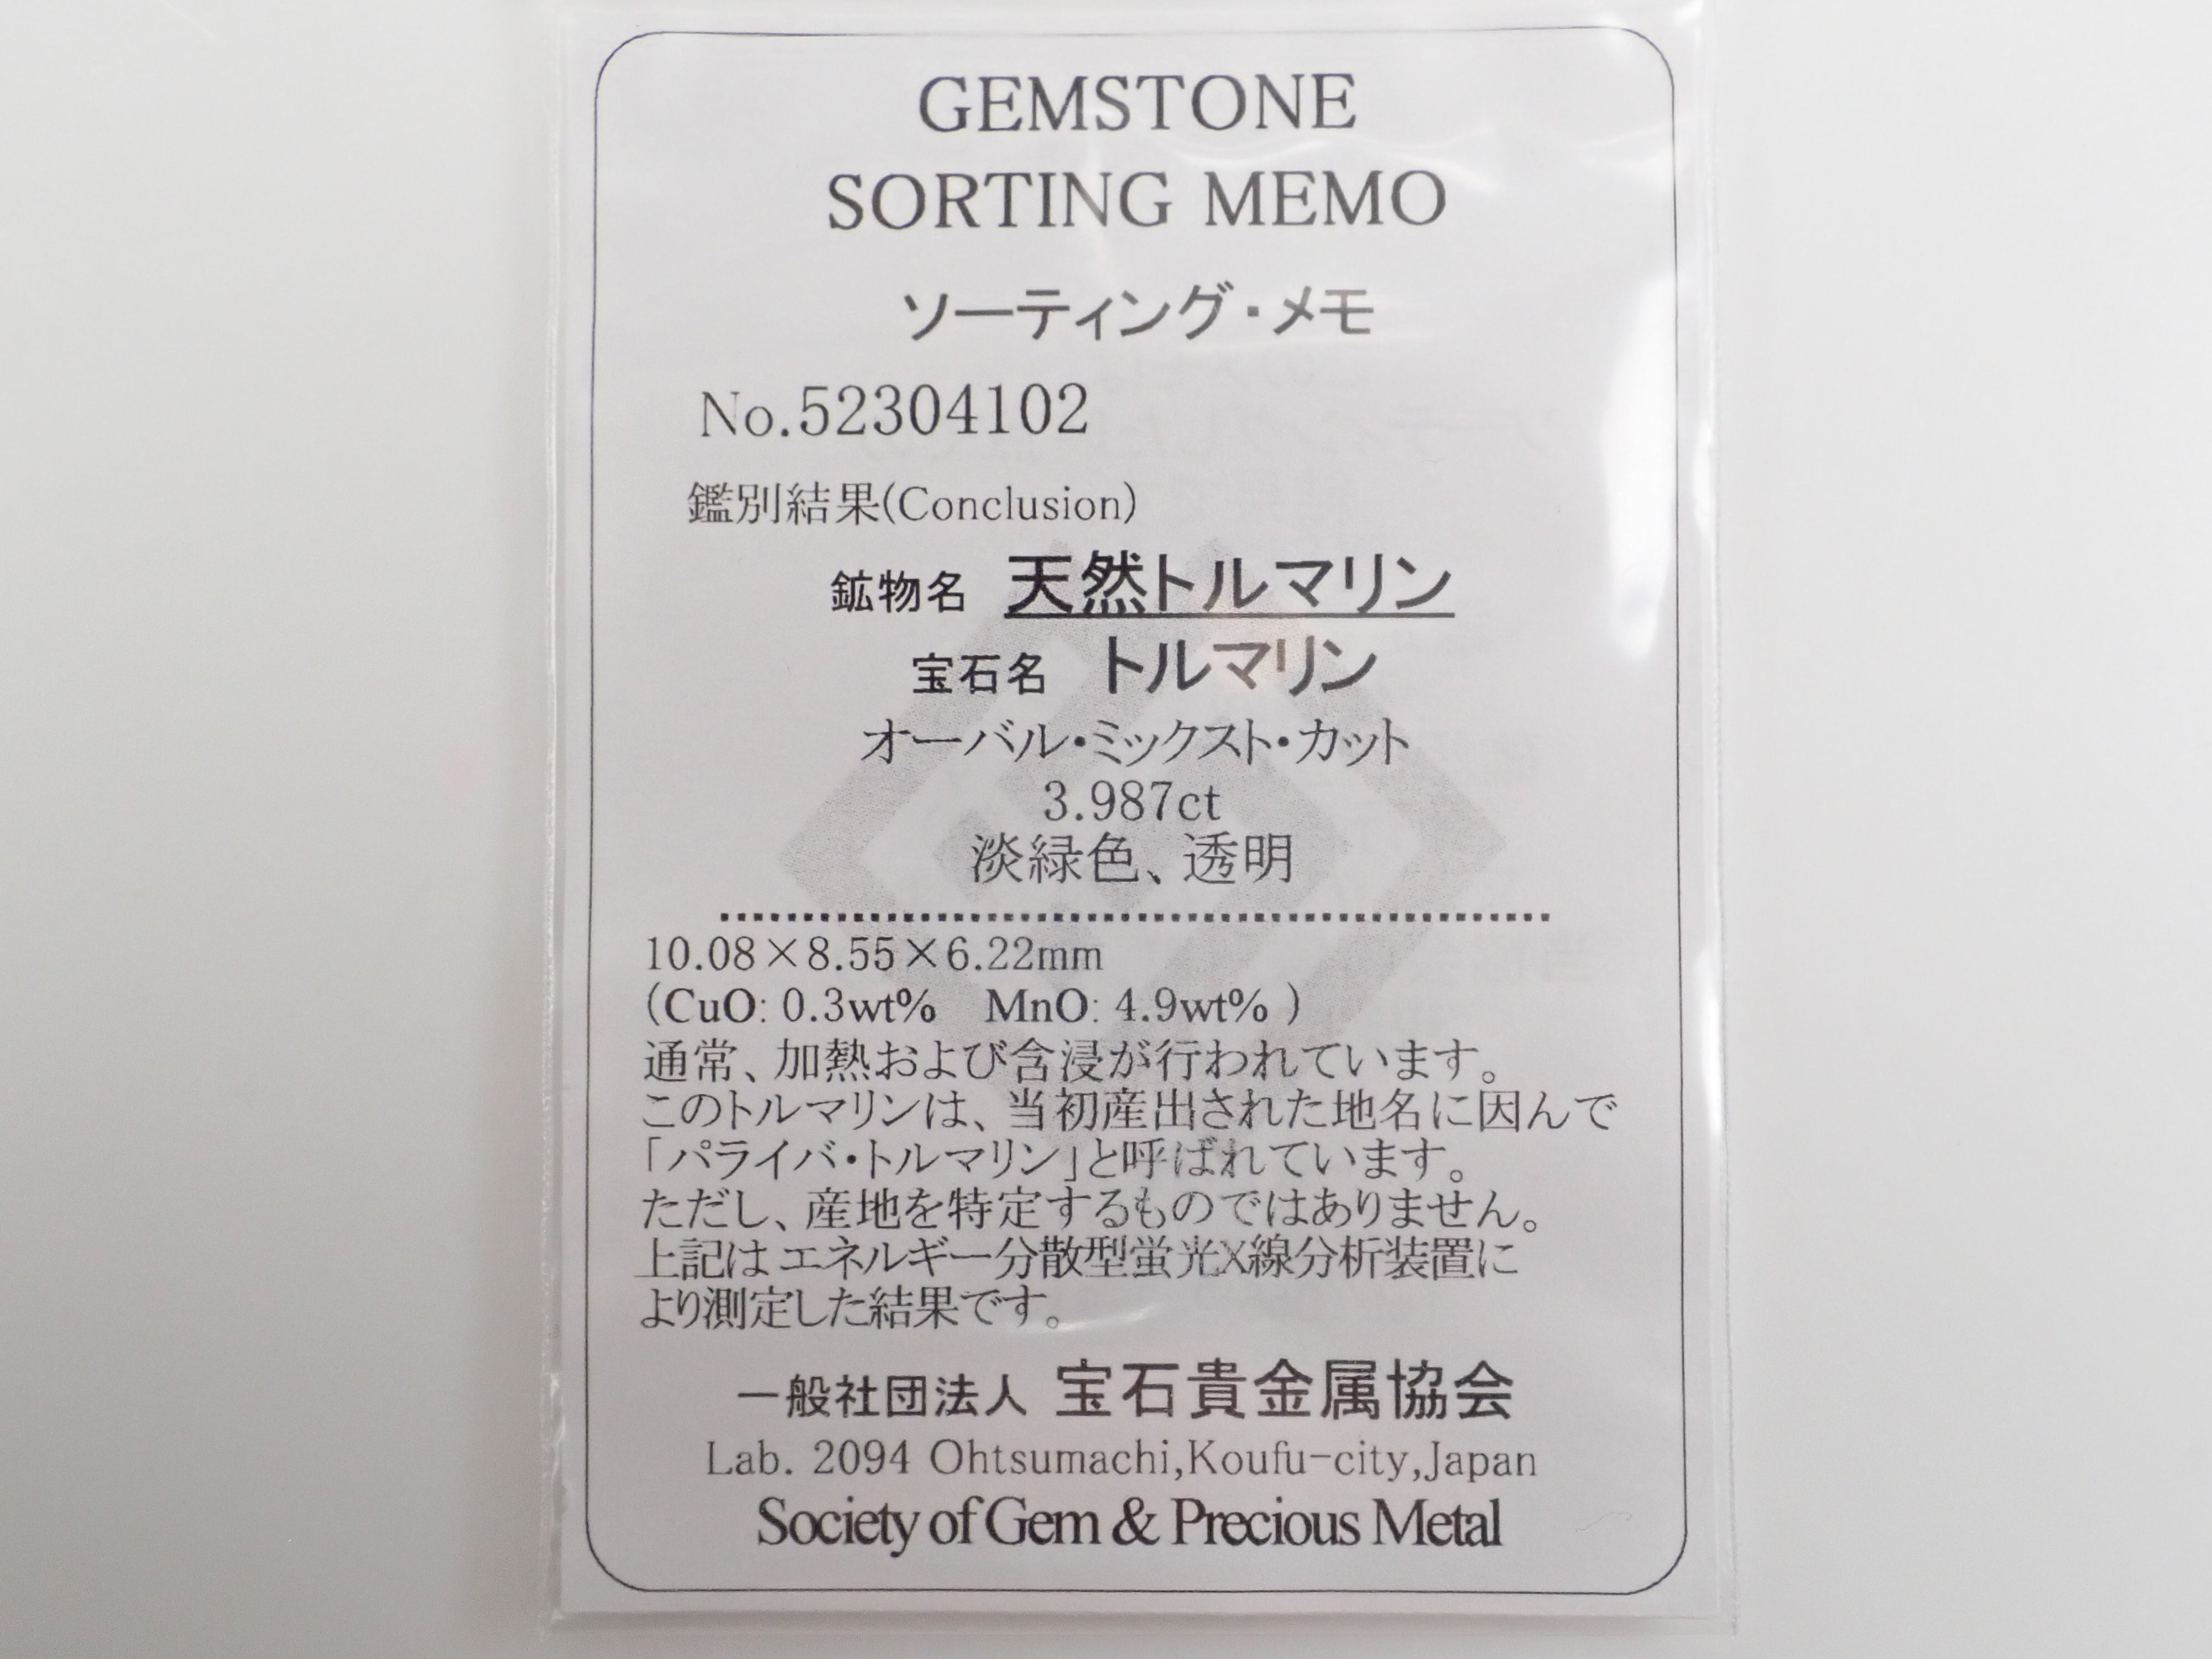 GEMSTONE
SORTING MEMO
ソーティング・メモ
No.52304102
鑑別結果(Conclusion)
鉱物名 天然トルマリン
宝石名 トルマリン
オーバル・ミックスト・カット
3.987ct
淡緑色、透明
10.08×8.55×6.22mm
(CuO: 0.3wt% MnO: 4.9wt% )
通常、加熱および含浸が行われています。
このトルマリンは、当初産出された地名に因んで
「パライバ・トルマリン」と呼ばれています。
ただし、産地を特定するものではありません。
上記はエネルギー分散型蛍光X線分析装置に
より測定した結果です。
一般社団法人 宝石貴金属協会
Lab. 2094 Ohtsumachi,Koufu-city,Japan
Society of Gem & Precious Metal